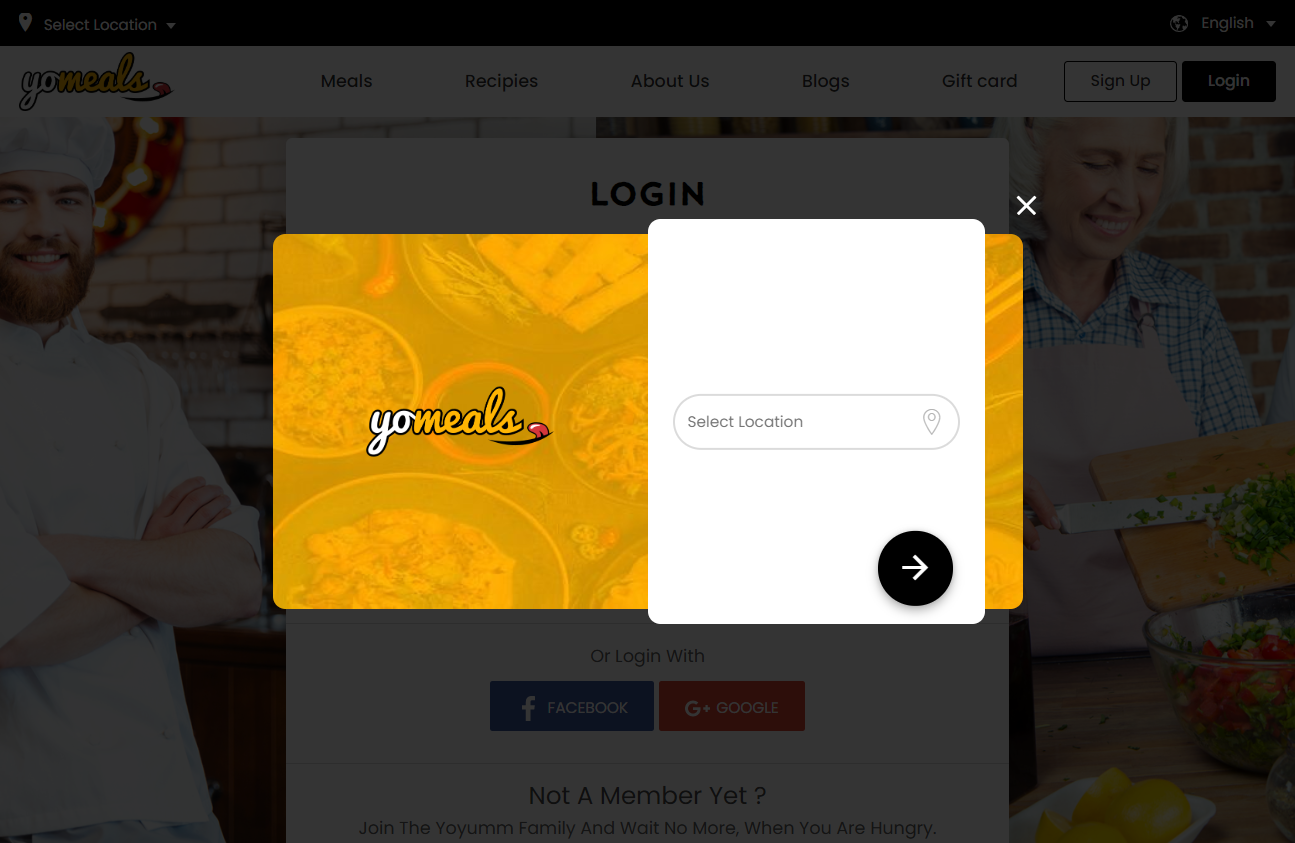 Select Location
English
yomeals
Meals
Recipies
About Us
Blogs
Gift card
Sign Up
Login
LOGIN
yomeals
Select Location
Or Login With
FACEBOOK
G+ GOOGLE
Not A Member Yet ?
Join The Yoyumm Family And Wait No More, When You Are Hungry.